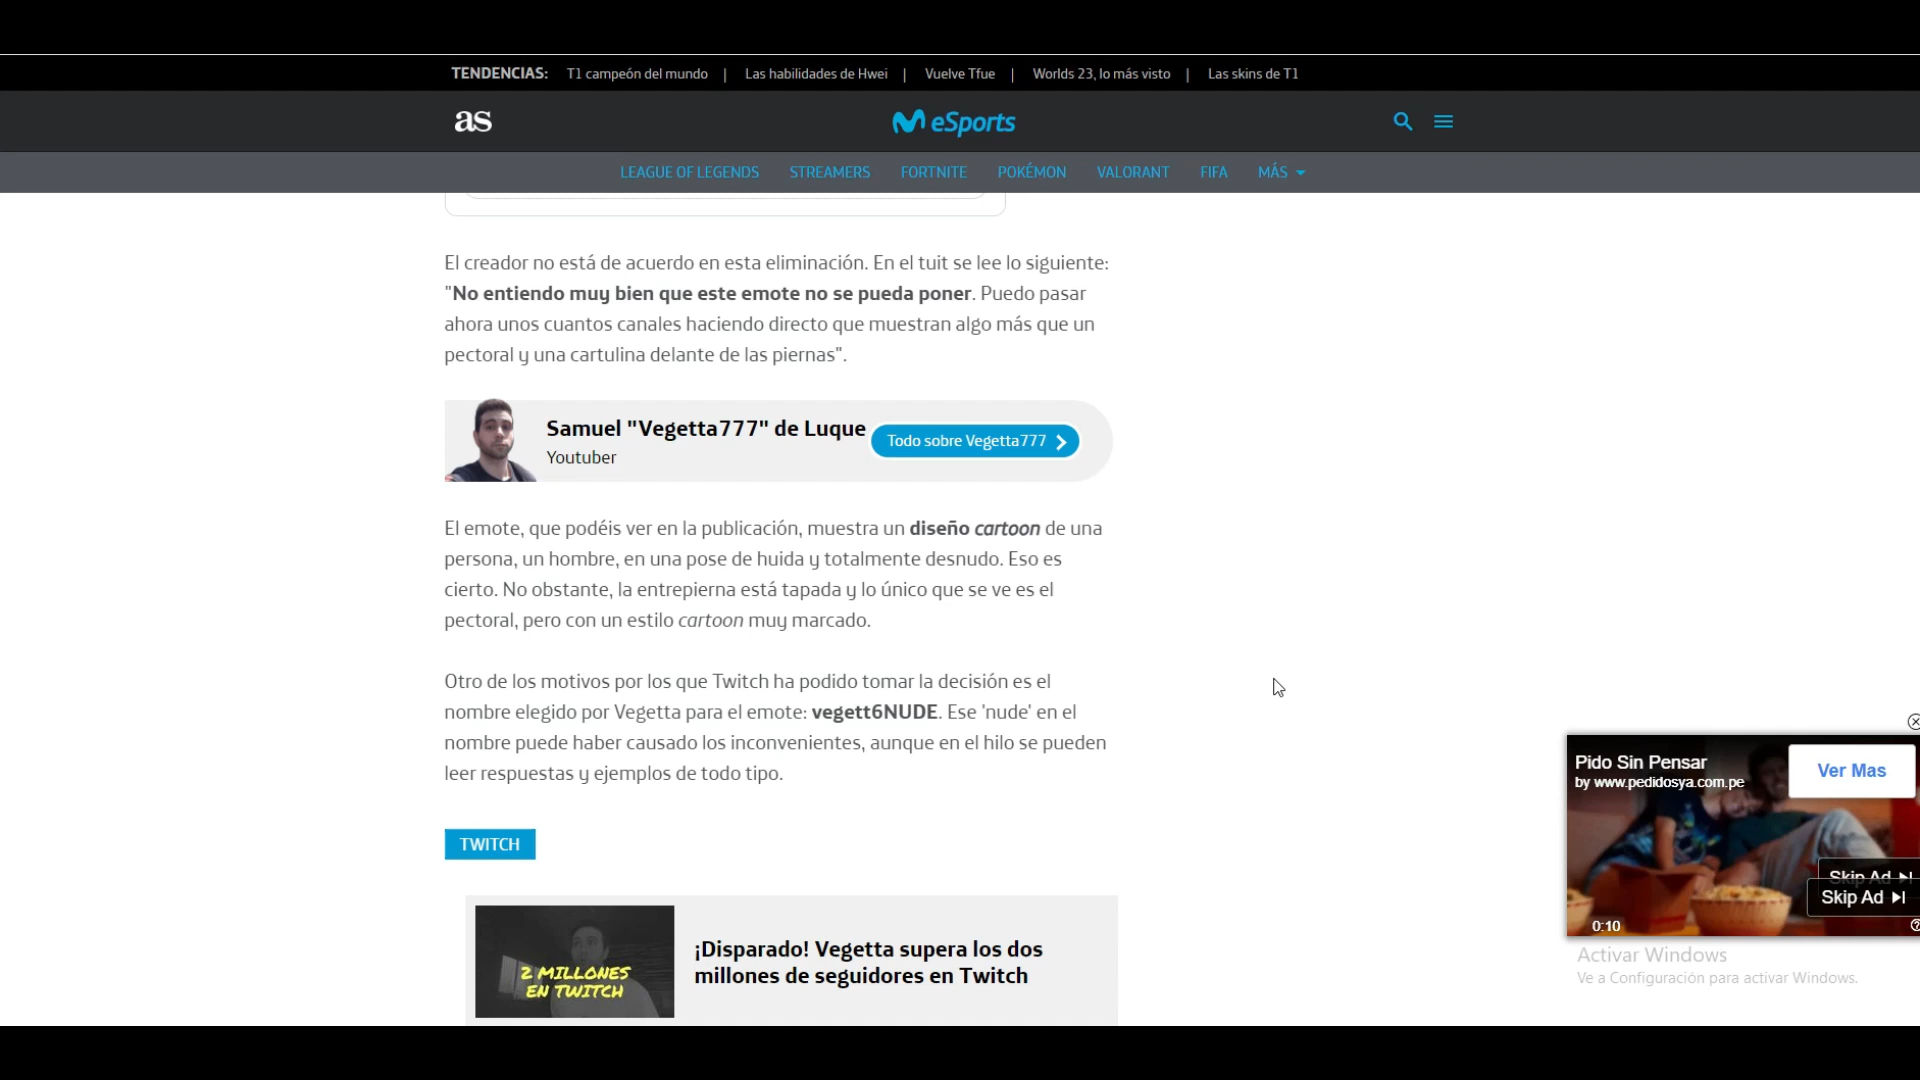 TENDENCIAS: T1 campeón del mundo | Las habilidades de Hwei | Vuelve Tfue | Worlds 23, lo más visto | Las skins de T1
as
eSports
LEAGUE OF LEGENDS STREAMERS FORTNITE POKÉMON VALORANT FIFA MÁS
El creador no está de acuerdo en esta eliminación. En el tuit se lee lo siguiente:
"No entiendo muy bien que este emote no se pueda poner. Puedo pasar
ahora unos cuantos canales haciendo directo que muestran algo más que un
pectoral y una cartulina delante de las piernas".
Samuel "Vegetta777" de Luque
Youtuber
Todo sobre Vegetta777
El emote, que podéis ver en la publicación, muestra un diseño cartoon de una
persona, un hombre, en una pose de huida y totalmente desnudo. Eso es
cierto. No obstante, la entrepierna está tapada y lo único que se ve es el
pectoral, pero con un estilo cartoon muy marcado.
Otro de los motivos por los que Twitch ha podido tomar la decisión es el
nombre elegido por Vegetta para el emote: vegett6NUDE. Ese 'nude' en el
nombre puede haber causado los inconvenientes, aunque en el hilo se pueden
leer respuestas y ejemplos de todo tipo.
TWITCH
2 MILLONES
EN TWITCH
¡Disparado! Vegetta supera los dos
millones de seguidores en Twitch
Pido Sin Pensar
by www.pedidosya.com.pe
Ver Mas
Skip Ad
Skip Ad
0:10
Activar Windows
Ve a Configuración para activar Windows.